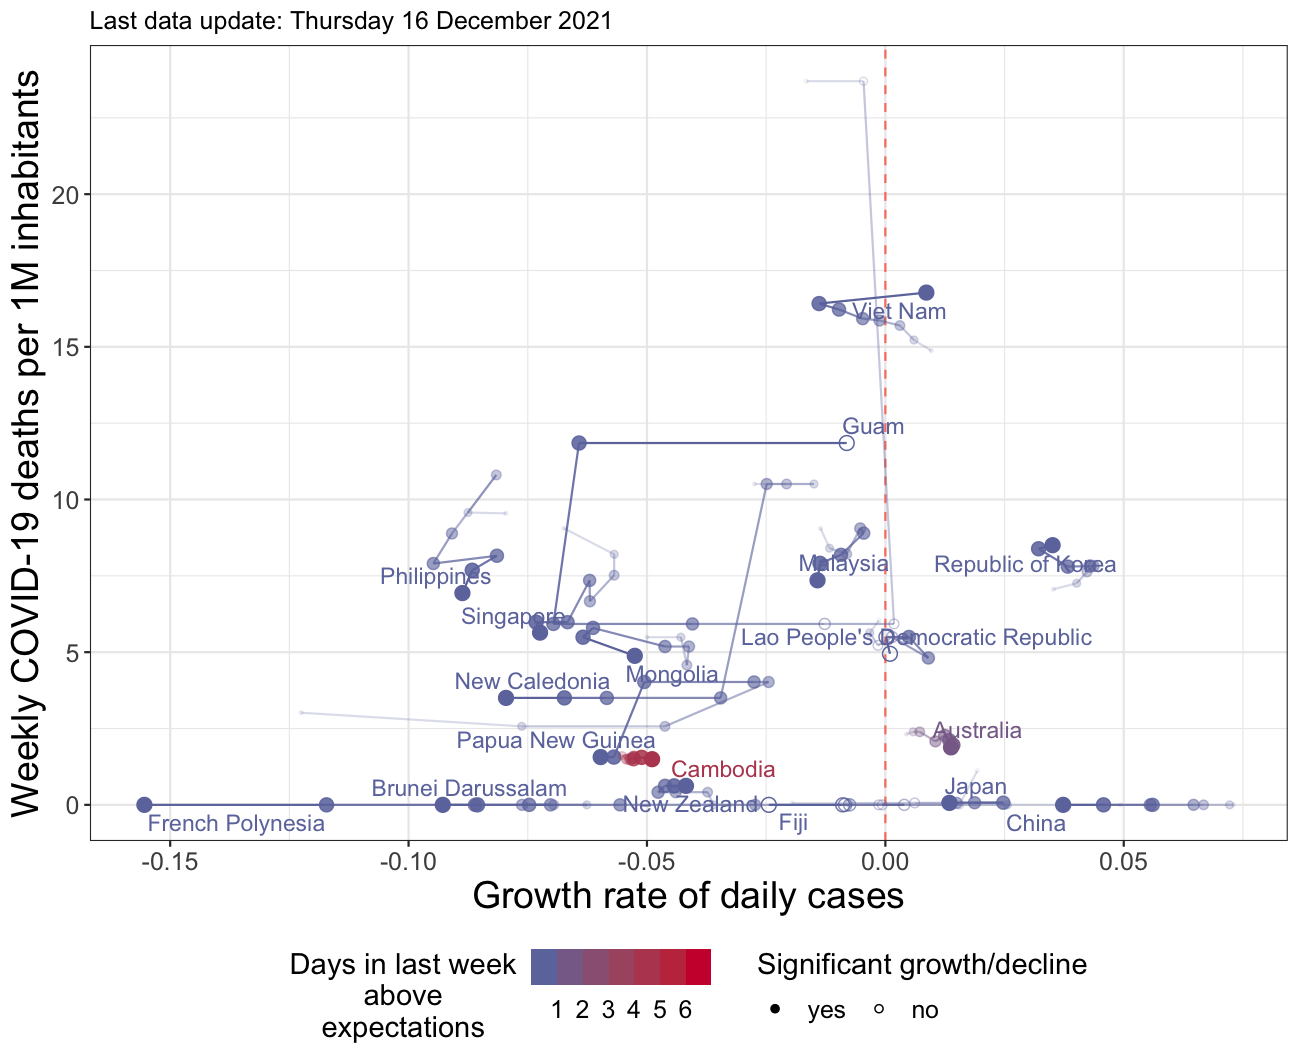 Last data update: Thursday 16 December 2021
Weekly COVID-19 deaths per 1M inhabitants
20
15
10
5
0
Viet Nam
Guam
Philippines
Malaysia
Republic of Korea
Singapore
Lao People's Democratic Republic
Mongolia
New Caledonia
Papua New Guinea
Australia
Cambodia
Brunei Darussalam
New Zealand
Japan
French Polynesia
Fiji
China
-0.15
-0.10
-0.05
0.00
0.05
Growth rate of daily cases
Days in last week
above
expectations
1 2 3 4 5 6
Significant growth/decline
yes
no